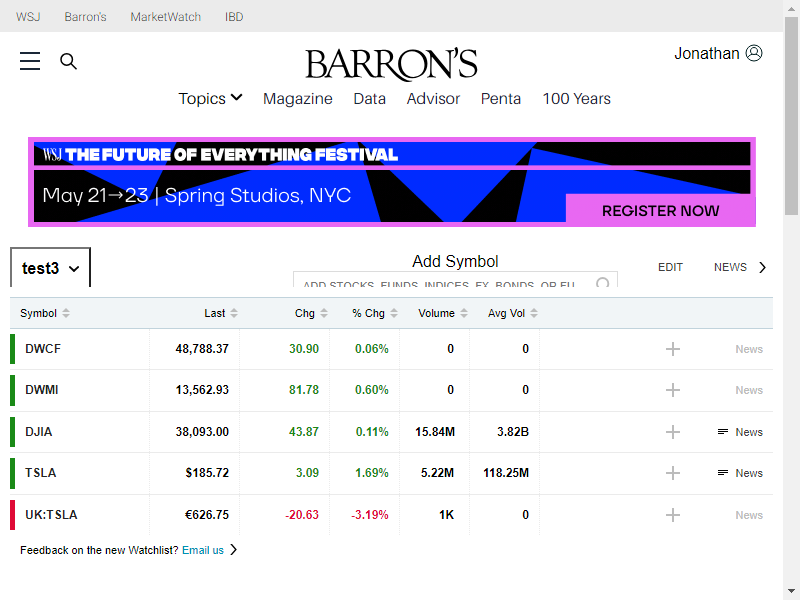 WSJ Barron's MarketWatch IBD
BARRON'S
Jonathan
Topics Magazine Data Advisor Penta 100 Years
WSJ THE FUTURE OF EVERYTHING FESTIVAL
May 21→23 | Spring Studios, NYC
REGISTER NOW
test3
Add Symbol
ADD STOCKS, FUNDS, INDICES, FX, BONDS, OR FU
EDIT NEWS
Symbol Last Chg % Chg Volume Avg Vol
DWCF 48,788.37 30.90 0.06% 0 0 News
DWMI 13,562.93 81.78 0.60% 0 0 News
DJIA 38,093.00 43.87 0.11% 15.84M 3.82B News
TSLA $185.72 3.09 1.69% 5.22M 118.25M News
UK:TSLA €626.75 -20.63 -3.19% 1K 0 News
Feedback on the new Watchlist? Email us